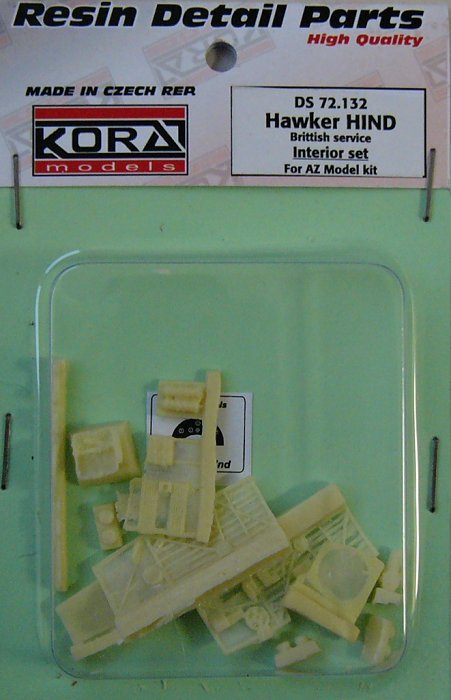 Resin Detail Parts
High Quality
MADE IN CZECH REP.
KORA
models
DS 72.132
Hawker HIND
Brittish service
Interior set
For AZ Model kit